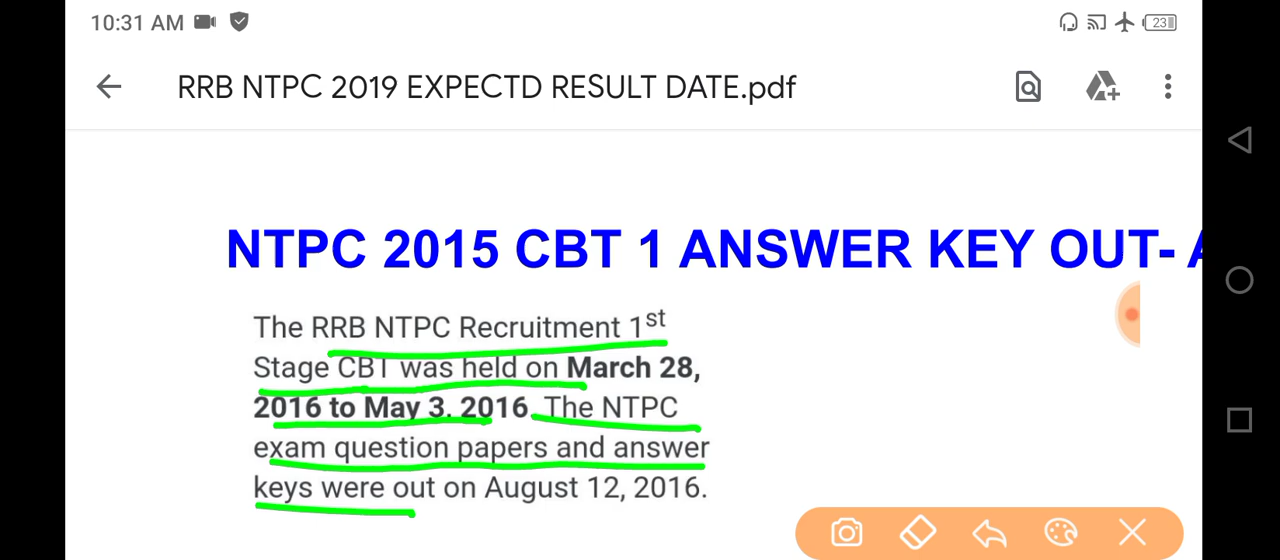 10:31 AM
23
RRB NTPC 2019 EXPECTD RESULT DATE.pdf
NTPC 2015 CBT 1 ANSWER KEY OUT- A
The RRB NTPC Recruitment 1st
Stage CBT was held on March 28,
2016 to May 3, 2016. The NTPC
exam question papers and answer
keys were out on August 12, 2016.